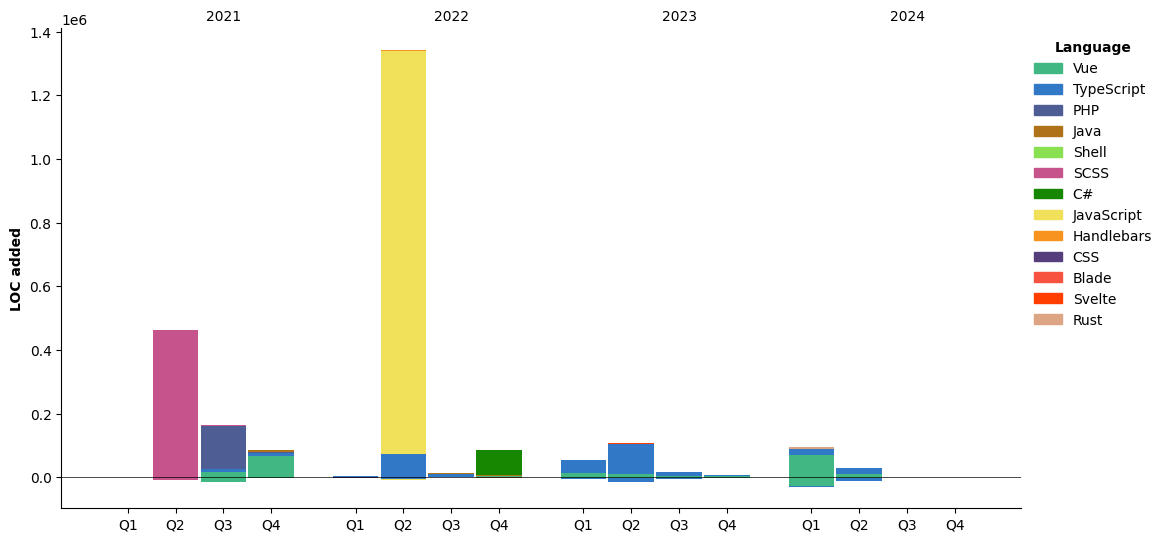 2021 2022 2023 2024
1e6
1.4
1.2
1.0
0.8
0.6
0.4
0.2
0.0
LOC added
Q1 Q2 Q3 Q4 Q1 Q2 Q3 Q4 Q1 Q2 Q3 Q4 Q1 Q2 Q3 Q4
Language
Vue
TypeScript
PHP
Java
Shell
SCSS
C#
JavaScript
Handlebars
CSS
Blade
Svelte
Rust